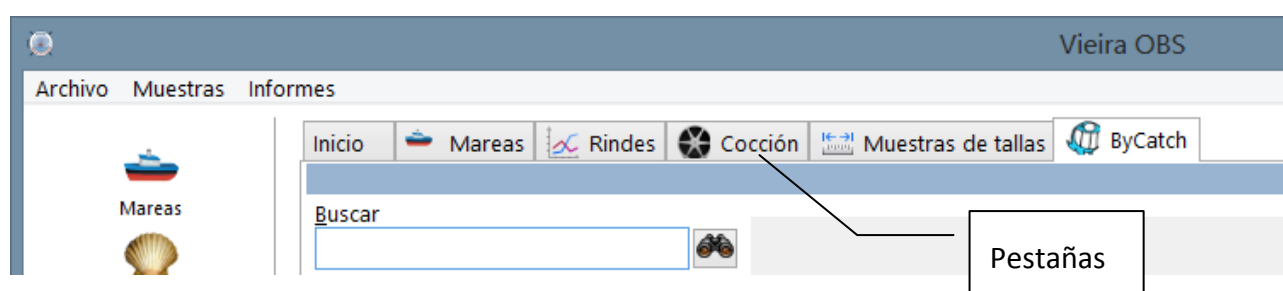 Vieira OBS
Archivo Muestras Informes
Inicio Mareas Rindes Cocción Muestras de tallas ByCatch
Mareas
Buscar
Pestañas